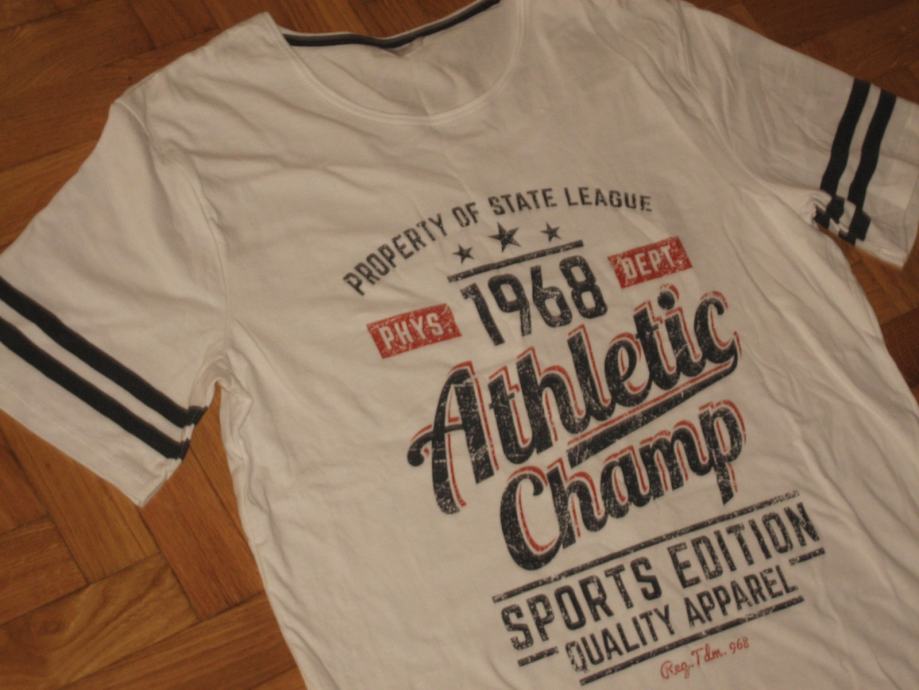 PROPERTY OF STATE LEAGUE
PHYS. 1968 DEPT.
Athletic
Champ
SPORTS EDITION
QUALITY APPAREL
Reg. Tdm. 968